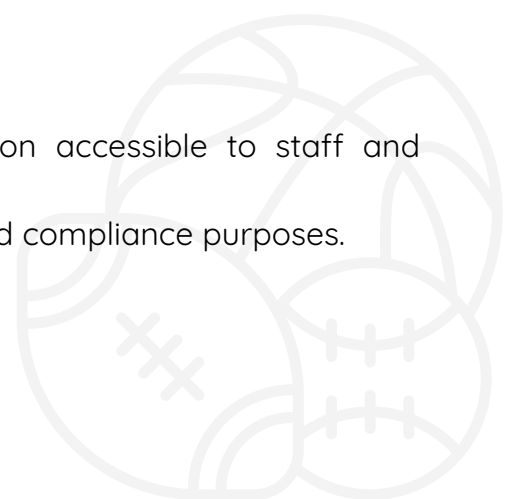 on accessible to staff and
d compliance purposes.